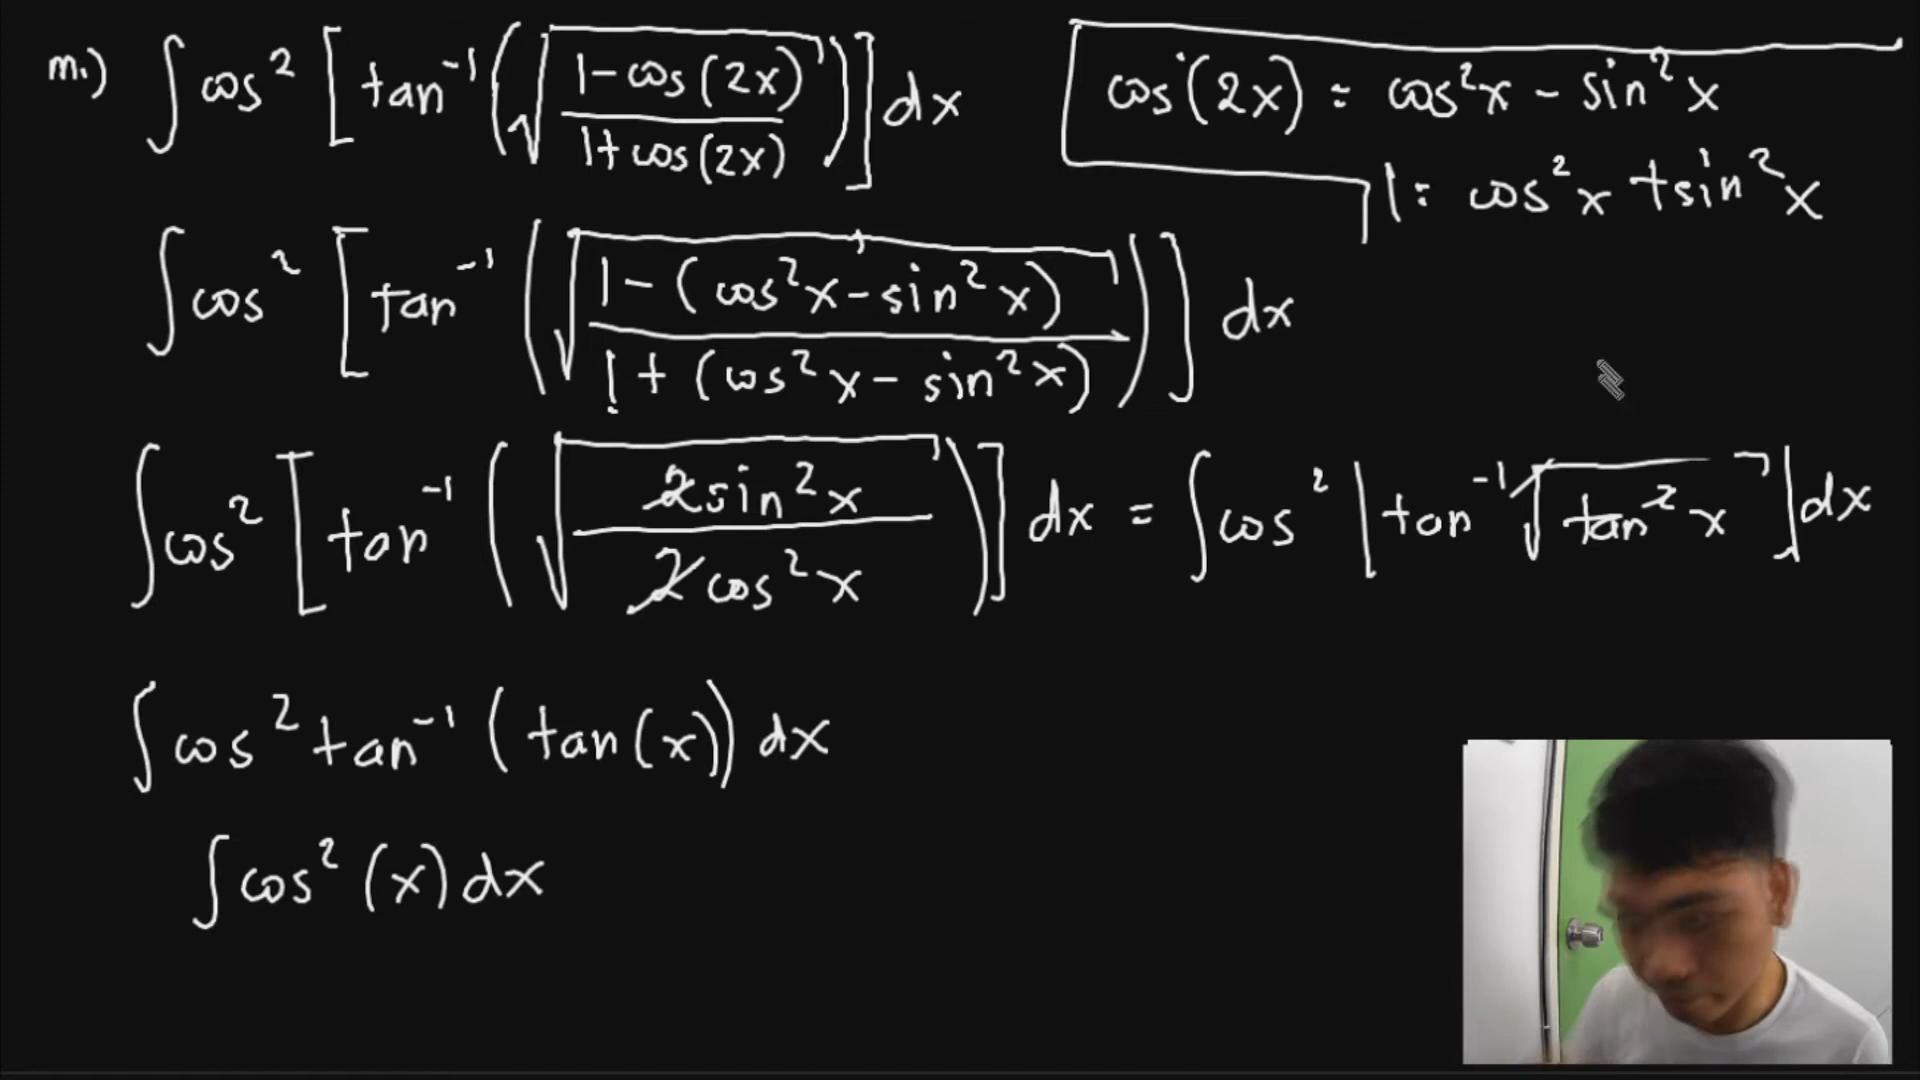 m.) ∫ cos² [tan⁻¹(√((1-cos(2x))/(1+cos(2x))))] dx
cos(2x) = cos²x - sin²x
1 = cos²x + sin²x
∫ cos² [tan⁻¹(√((1-(cos²x-sin²x))/(1+(cos²x-sin²x))))] dx
∫ cos² [tan⁻¹(√(2sin²x/2cos²x))] dx = ∫ cos² [tan⁻¹√(tan²x)] dx
∫ cos² tan⁻¹(tan(x)) dx
∫ cos²(x) dx